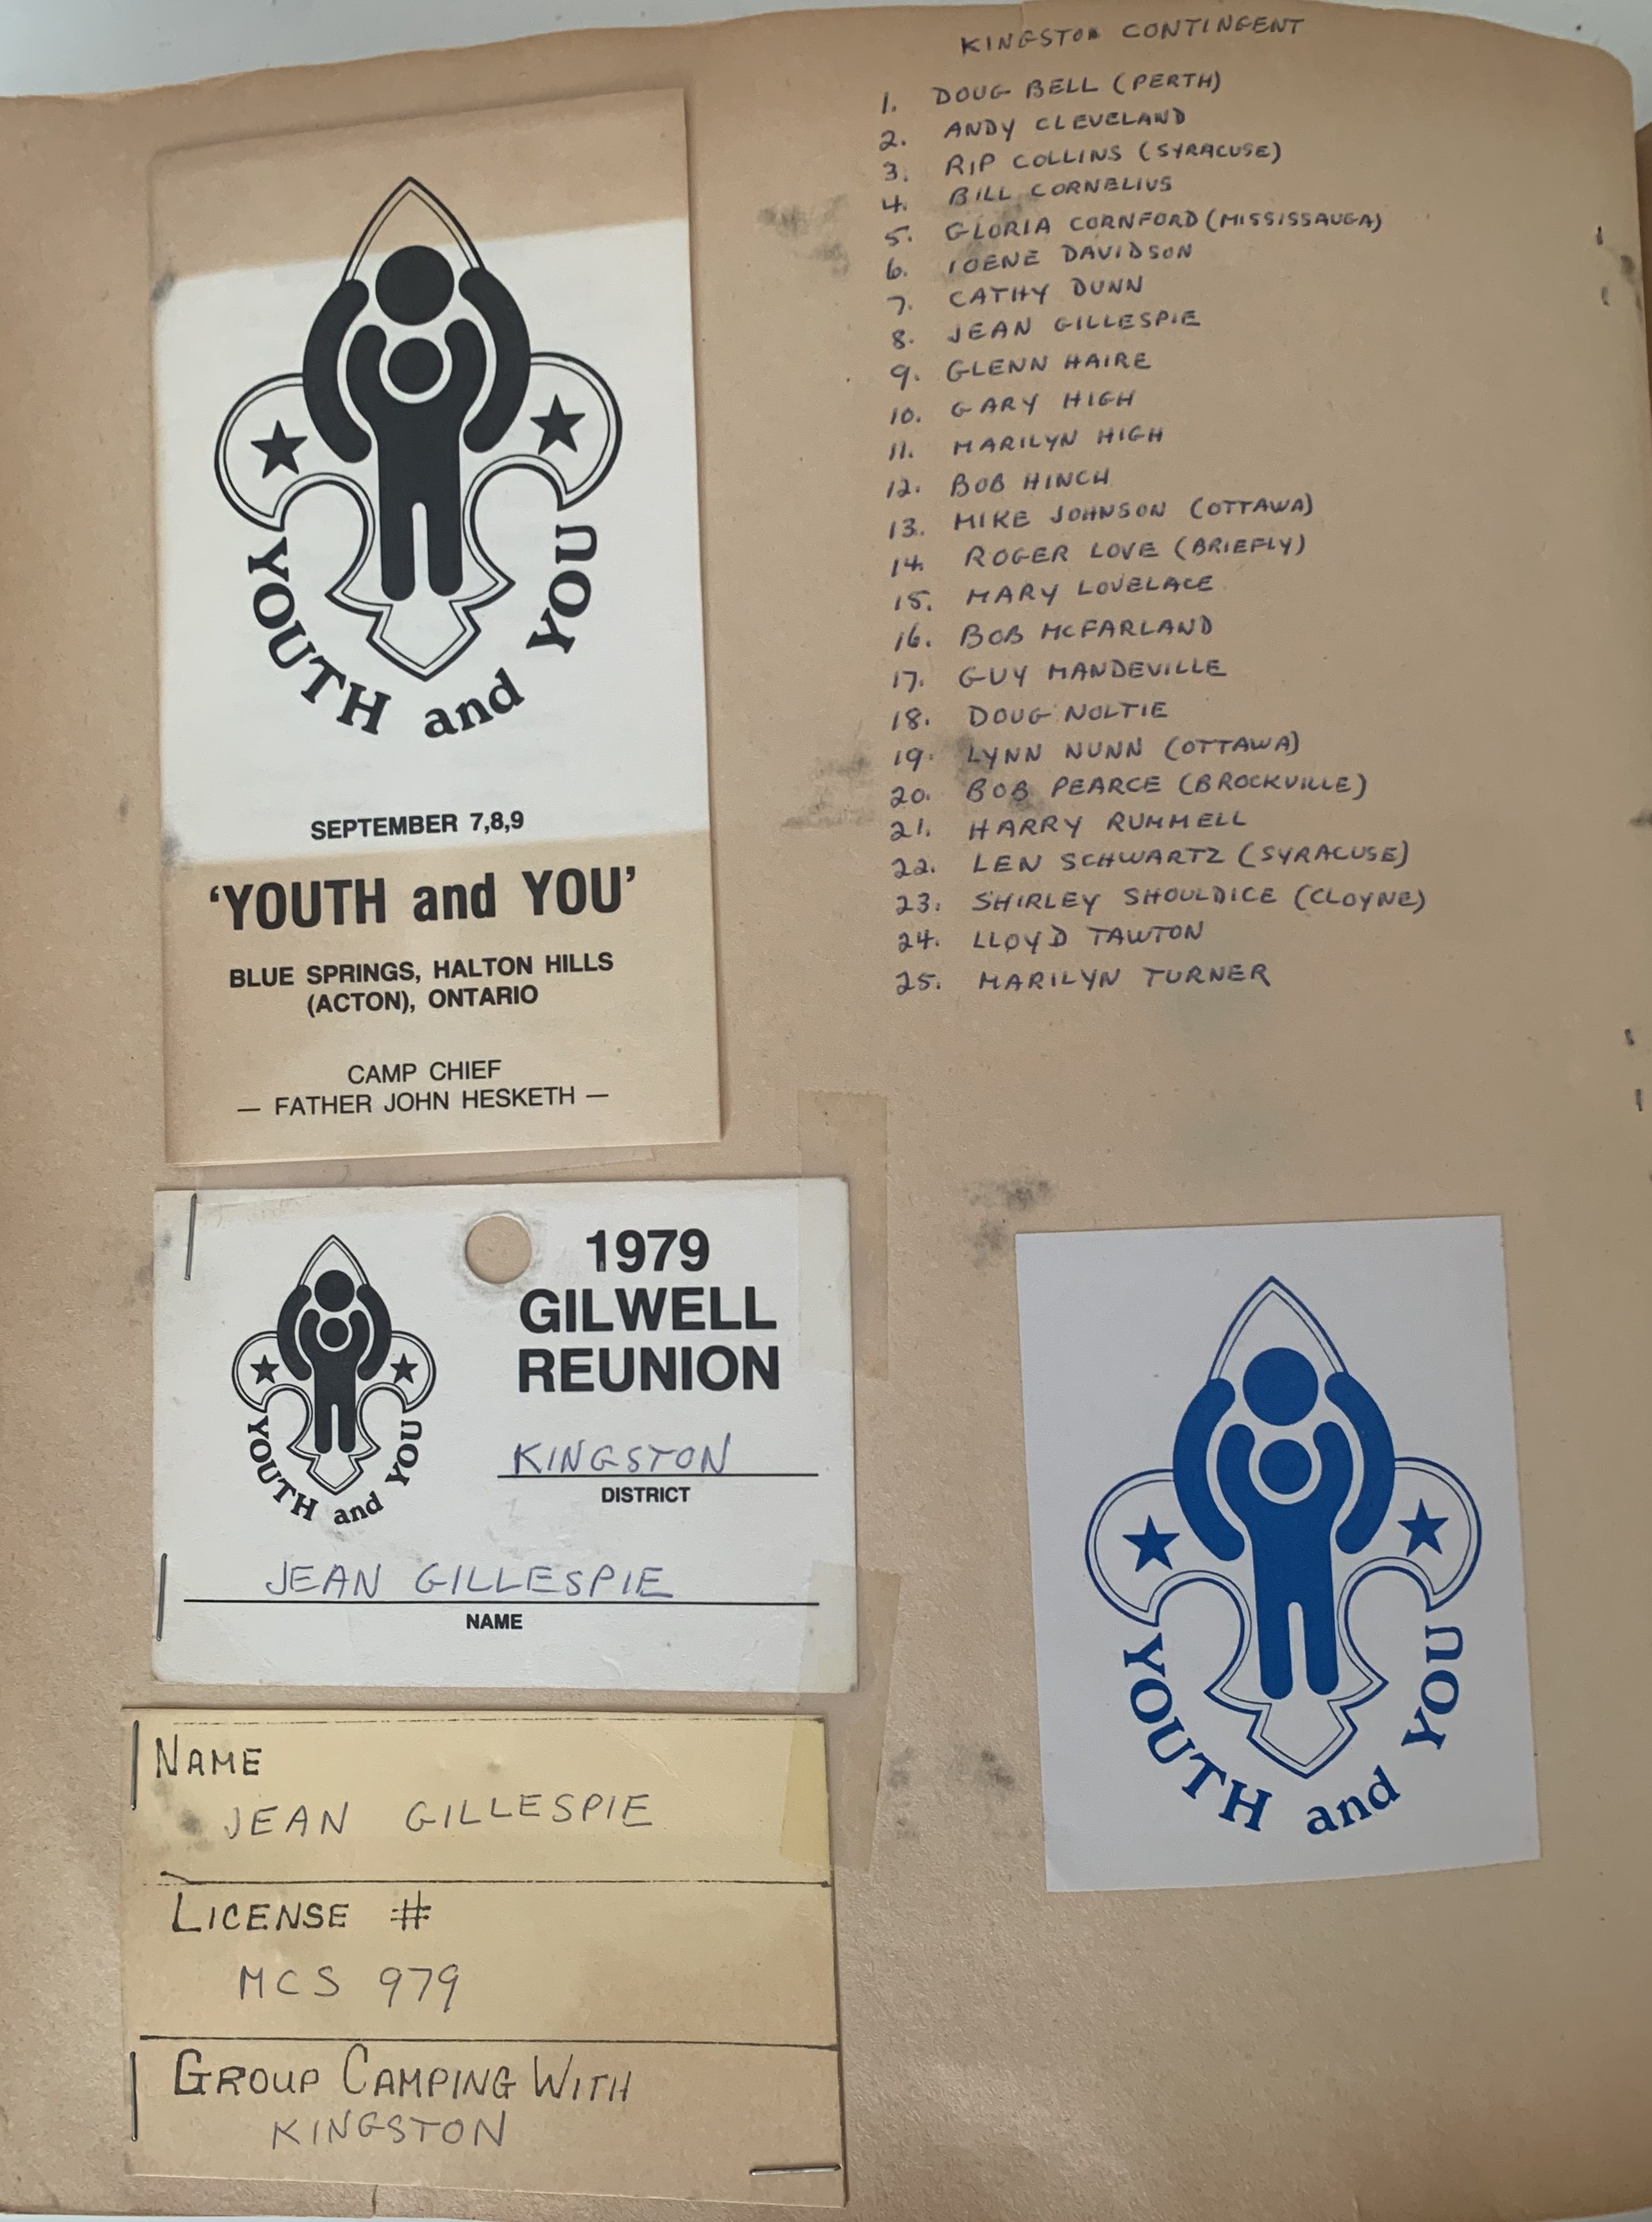 YOUTH and YOU
SEPTEMBER 7,8,9
'YOUTH and YOU'
BLUE SPRINGS, HALTON HILLS
(ACTON), ONTARIO
CAMP CHIEF
— FATHER JOHN HESKETH —
KINGSTON CONTINGENT
1. DOUG BELL (PERTH)
2. ANDY CLEVELAND
3. RIP COLLINS (SYRACUSE)
4. BILL CORNELIUS
5. GLORIA CORNFORD (MISSISSAUGA)
6. IOENE DAVIDSON
7. CATHY DUNN
8. JEAN GILLESPIE
9. GLENN HAIRE
10. GARY HIGH
11. MARILYN HIGH
12. BOB HINCH
13. MIKE JOHNSON (OTTAWA)
14. ROGER LOVE (BRIEFLY)
15. MARY LOVELACE
16. BOB MCFARLAND
17. GUY MANDEVILLE
18. DOUG NOLTIE
19. LYNN NUNN (OTTAWA)
20. BOB PEARCE (BROCKVILLE)
21. HARRY RUMMELL
22. LEN SCHWARTZ (SYRACUSE)
23. SHIRLEY SHOULDICE (CLOYNE)
24. LLOYD TAWTON
25. MARILYN TURNER
YOUTH and YOU
1979
GILWELL
REUNION
KINGSTON
DISTRICT
JEAN GILLESPIE
NAME
NAME
JEAN GILLESPIE
LICENSE #
MCS 979
GROUP CAMPING WITH
KINGSTON
YOUTH and YOU